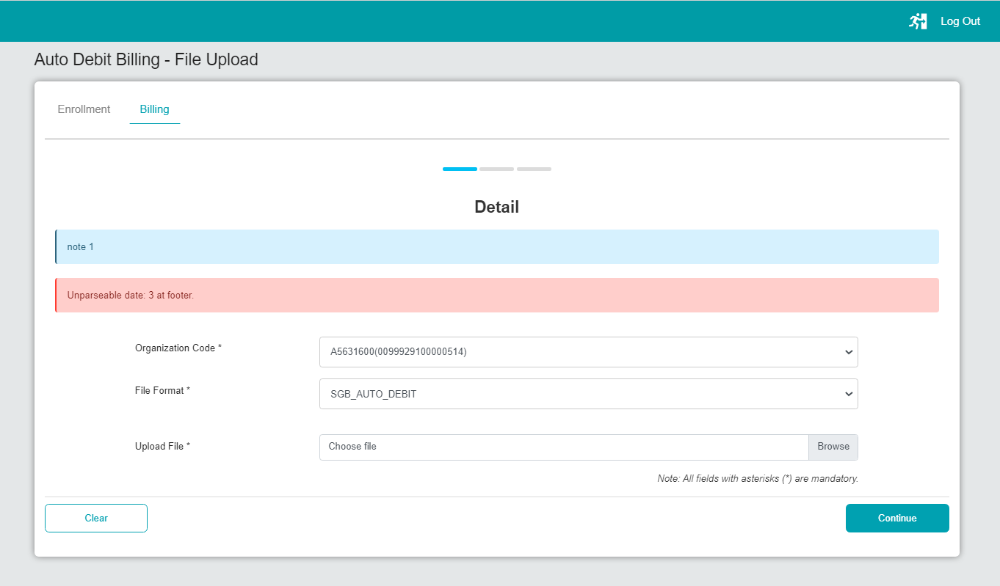 Log Out
Auto Debit Billing - File Upload
Enrollment Billing
Detail
note 1
Unparseable date: 3 at footer.
Organization Code * A5631600(0099929100000514)
File Format * SGB_AUTO_DEBIT
Upload File * Choose file Browse
Note: All fields with asterisks (*) are mandatory.
Clear Continue